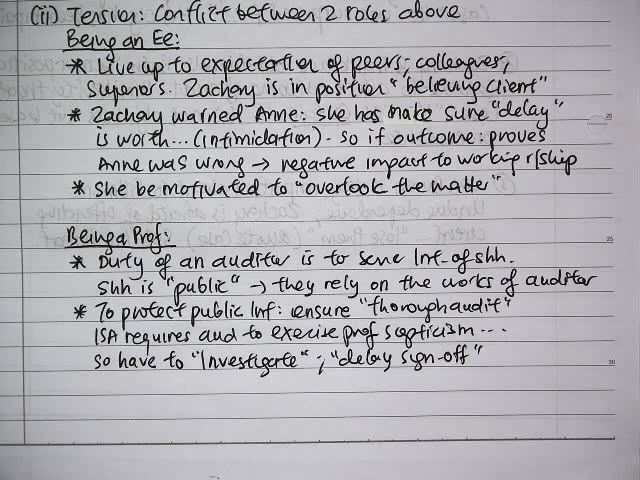 (ii) Tension: Conflict between 2 roles above
Being an Ee:
* Live up to expectation of peers; colleagues;
Superiors. Zachary is in position "believing client"
* Zachary warned Anne: she has make sure "delay"
is worth... (intimidation). so if outcome: proves
Anne was wrong → negative impact to working r/ship
* She be motivated to "overlook the matter"
Being a Prof:
* Duty of an auditor is to serve Int. of shh.
Shh is "public" → they rely on the works of auditor
* To protect public Int: ensure "thorough audit"
ISA requires and to exercise prof scepticism ...
so have to "Investigate"; "delay sign-off"
20
25
30